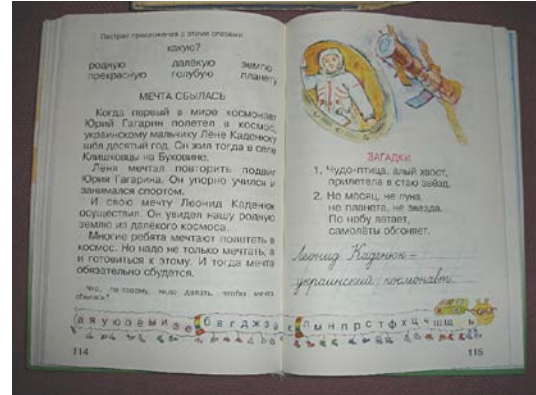 Построй предложения с этими словами.
какую?
родную далёкую землю
прекрасную голубую планету
МЕЧТА СБЫЛАСЬ
Когда первый в мире космонавт
Юрий Гагарин полетел в космос,
украинскому мальчику Лёне Каденюку
шёл десятый год. Он жил тогда в селе
Клишковцы на Буковине.
Лёня мечтал повторить подвиг
Юрия Гагарина. Он упорно учился и
занимался спортом.
И свою мечту Леонид Каденюк
осуществил. Он увидел нашу родную
землю из далёкого космоса.
Многие ребята мечтают полететь в
космос. Но надо не только мечтать, а
и готовиться к этому. И тогда мечта
обязательно сбудется.
Что, по-твоему, надо делать, чтобы мечта
сбылась?
114
ЗАГАДКИ
1. Чудо-птица, алый хвост,
прилетела в стаю звёзд.
2. Не месяц, не луна,
не планета, не звезда.
По небу летает,
самолёты обгоняет.
Леонид Каденюк –
украинский космонавт.
а я у ю о ё ы и э е б в г д ж з й к л м н п р с т ф х ц ч ш щ ь
115